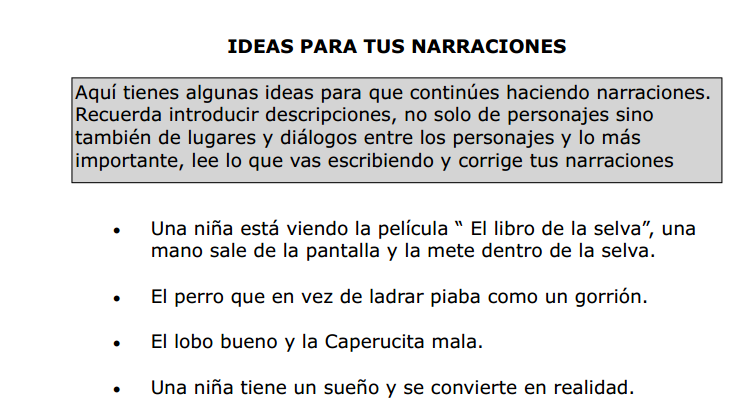 IDEAS PARA TUS NARRACIONES
Aquí tienes algunas ideas para que continúes haciendo narraciones.
Recuerda introducir descripciones, no solo de personajes sino
también de lugares y diálogos entre los personajes y lo más
importante, lee lo que vas escribiendo y corrige tus narraciones
• Una niña está viendo la película “ El libro de la selva”, una
mano sale de la pantalla y la mete dentro de la selva.
• El perro que en vez de ladrar piaba como un gorrión.
• El lobo bueno y la Caperucita mala.
• Una niña tiene un sueño y se convierte en realidad.